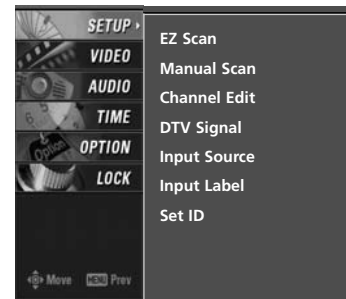 SETUP
VIDEO
AUDIO
TIME
OPTION
LOCK
Move MENU Prev
EZ Scan
Manual Scan
Channel Edit
DTV Signal
Input Source
Input Label
Set ID